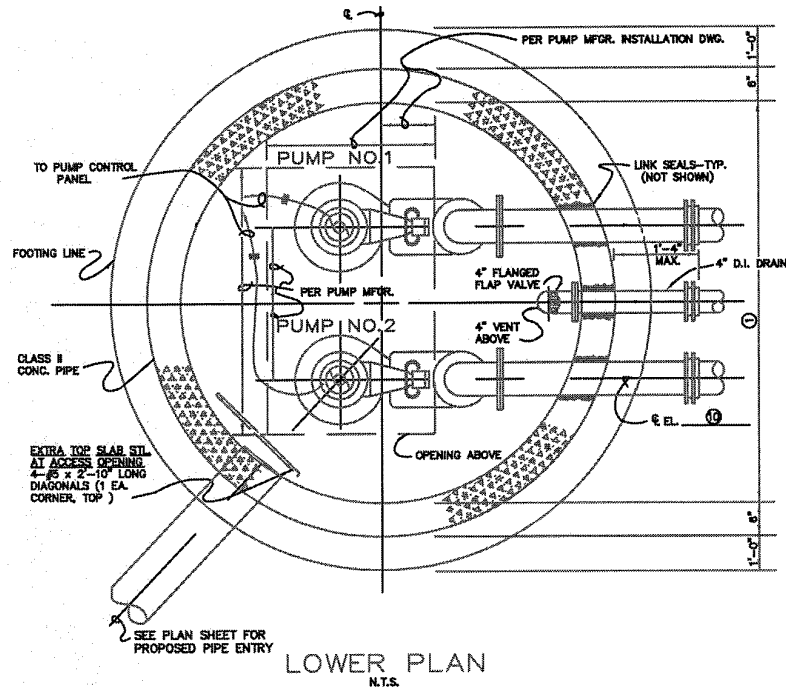 ℄
PER PUMP MFGR. INSTALLATION DWG.
1'-0"
PUMP NO.1
TO PUMP CONTROL
PANEL
LINK SEALS-TYP.
(NOT SHOWN)
1'-4"
MAX.
4" D.I. DRAIN
FOOTING LINE
4" FLANGED
FLAP VALVE
PER PUMP MFGR.
4" VENT
ABOVE
1
PUMP NO.2
CLASS II
CONC. PIPE
℄ EL.
10
OPENING ABOVE
EXTRA TOP SLAB STL.
AT ACCESS OPENING
4-#5 x 2'-10" LONG
DIAGONALS (1 EA.
CORNER, TOP )
1'-0"
SEE PLAN SHEET FOR
PROPOSED PIPE ENTRY
LOWER PLAN
N.T.S.